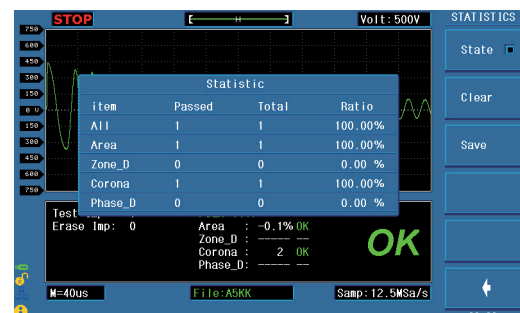 STOP
H
Volt:500V
STATISTICS
750
600
450
300
150
0 U
150
300
450
600
750
State
Clear
Save
Statistic
item Passed Total Ratio
All 1 1 100.00%
Area 1 1 100.00%
Zone_D 0 0 0.00 %
Corona 1 1 100.00%
Phase_D 0 0 0.00 %
Test
Erase Imp: 0
Area : -0.1% OK
Zone_D : ----- --
Corona : 2 OK
Phase_D: ----- --
OK
M=40us
File:A5KK
Samp:12.5MSa/s